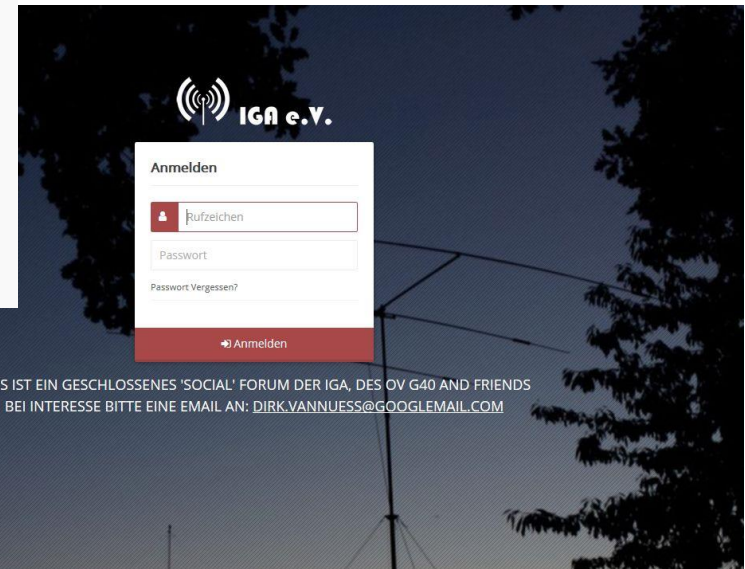 IGA e.V.
Anmelden
Rufzeichen
Passwort
Passwort Vergessen?
Anmelden
S IST EIN GESCHLOSSENES 'SOCIAL' FORUM DER IGA, DES OV G40 AND FRIENDS
BEI INTERESSE BITTE EINE EMAIL AN: DIRK.VANNUESS@GOOGLEMAIL.COM